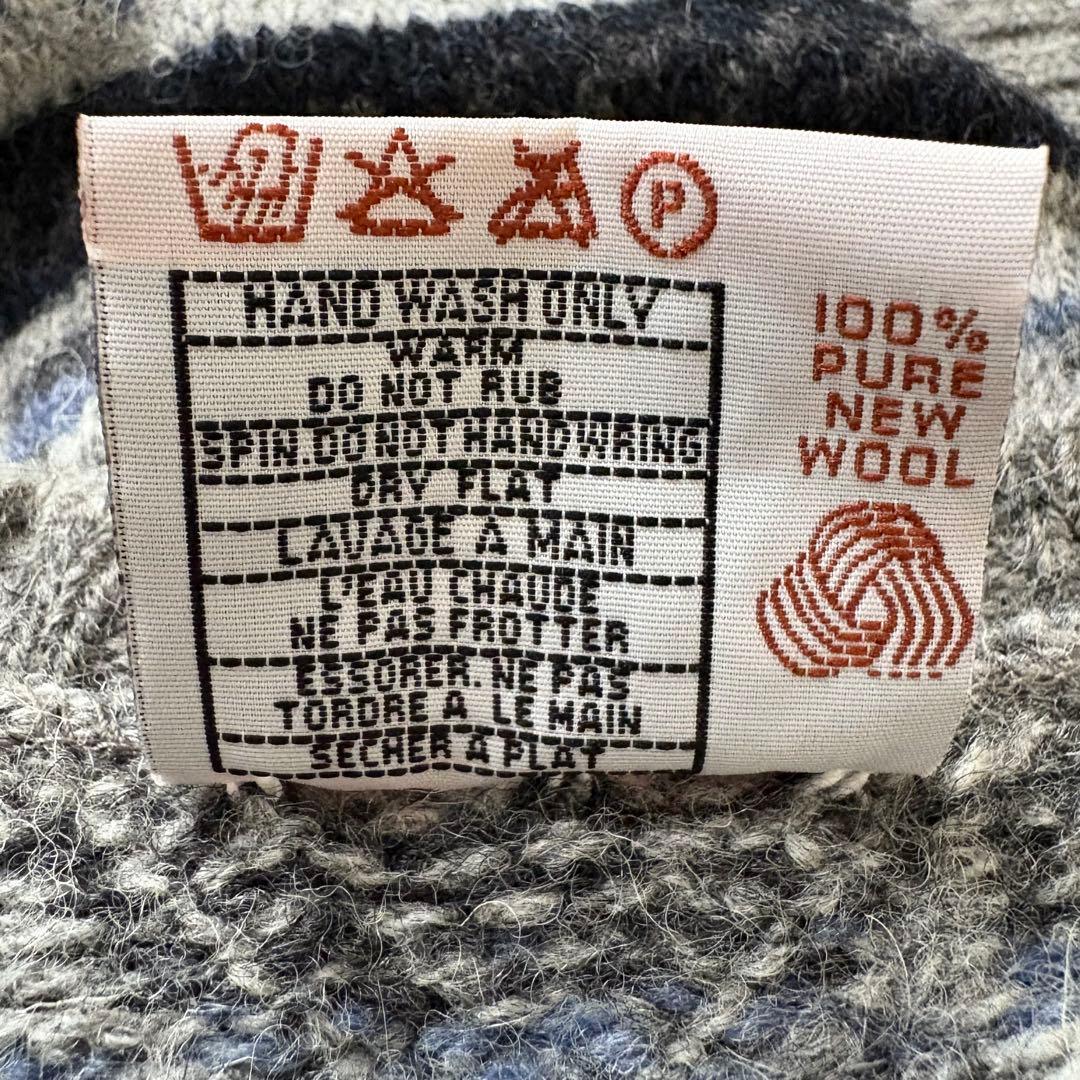 P
HAND WASH ONLY
WARM
DO NOT RUB
SPIN. DO NOT HAND WRING
DRY FLAT
LAVAGE A MAIN
L'EAU CHAUDE
NE PAS FROTTER
ESSORER. NE PAS
TORDRE A LE MAIN
SECHER A PLAT
100%
PURE
NEW
WOOL